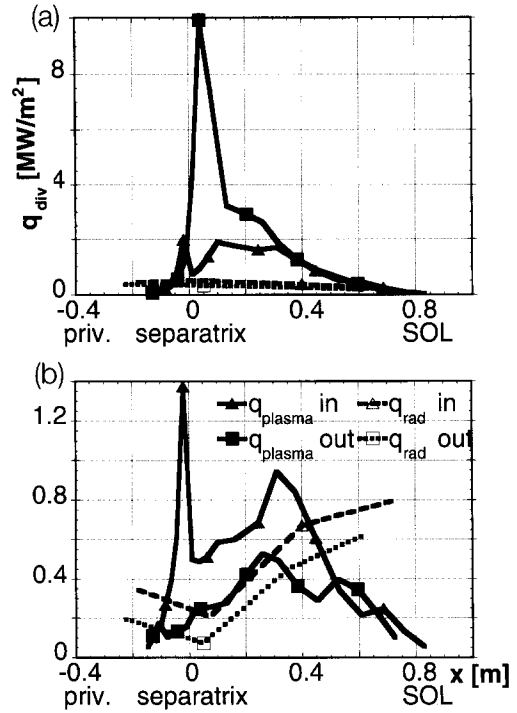 (a)
8
4
0
q_div [MW/m²]
-0.4 0 0.4 0.8
priv. separatrix SOL
(b)
1.2
0.8
0.4
0
q_plasma in q_rad in
q_plasma out q_rad out
-0.4 0 0.4 0.8 x [m]
priv. separatrix SOL